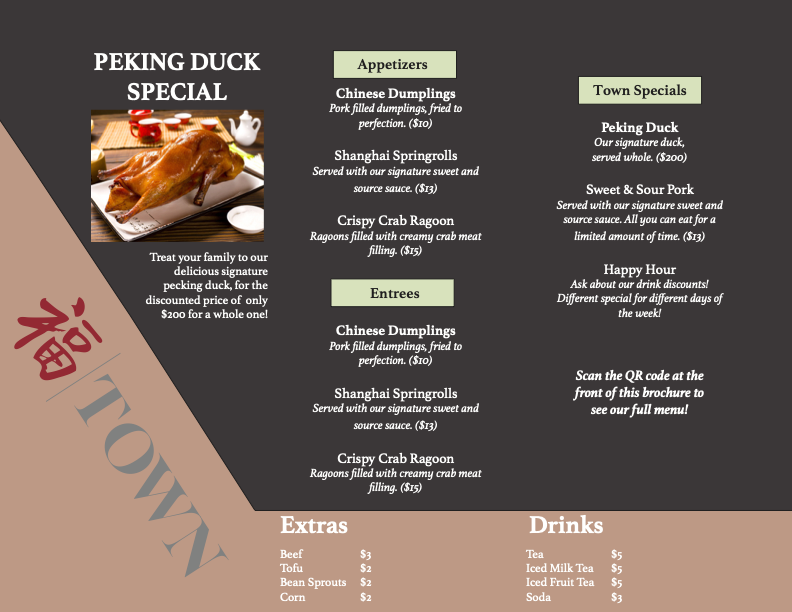 PEKING DUCK
SPECIAL
Treat your family to our
delicious signature
pecking duck, for the
discounted price of only
$200 for a whole one!
福
TOWN
Appetizers
Chinese Dumplings
Pork filled dumplings, fried to
perfection. ($10)
Shanghai Springrolls
Served with our signature sweet and
source sauce. ($13)
Crispy Crab Ragoon
Ragoons filled with creamy crab meat
filling. ($15)
Entrees
Chinese Dumplings
Pork filled dumplings, fried to
perfection. ($10)
Shanghai Springrolls
Served with our signature sweet and
source sauce. ($13)
Crispy Crab Ragoon
Ragoons filled with creamy crab meat
filling. ($15)
Town Specials
Peking Duck
Our signature duck,
served whole. ($200)
Sweet & Sour Pork
Served with our signature sweet and
source sauce. All you can eat for a
limited amount of time. ($13)
Happy Hour
Ask about our drink discounts!
Different special for different days of
the week!
Scan the QR code at the
front of this brochure to
see our full menu!
Extras
Beef $3
Tofu $2
Bean Sprouts $2
Corn $2
Drinks
Tea $5
Iced Milk Tea $5
Iced Fruit Tea $5
Soda $3